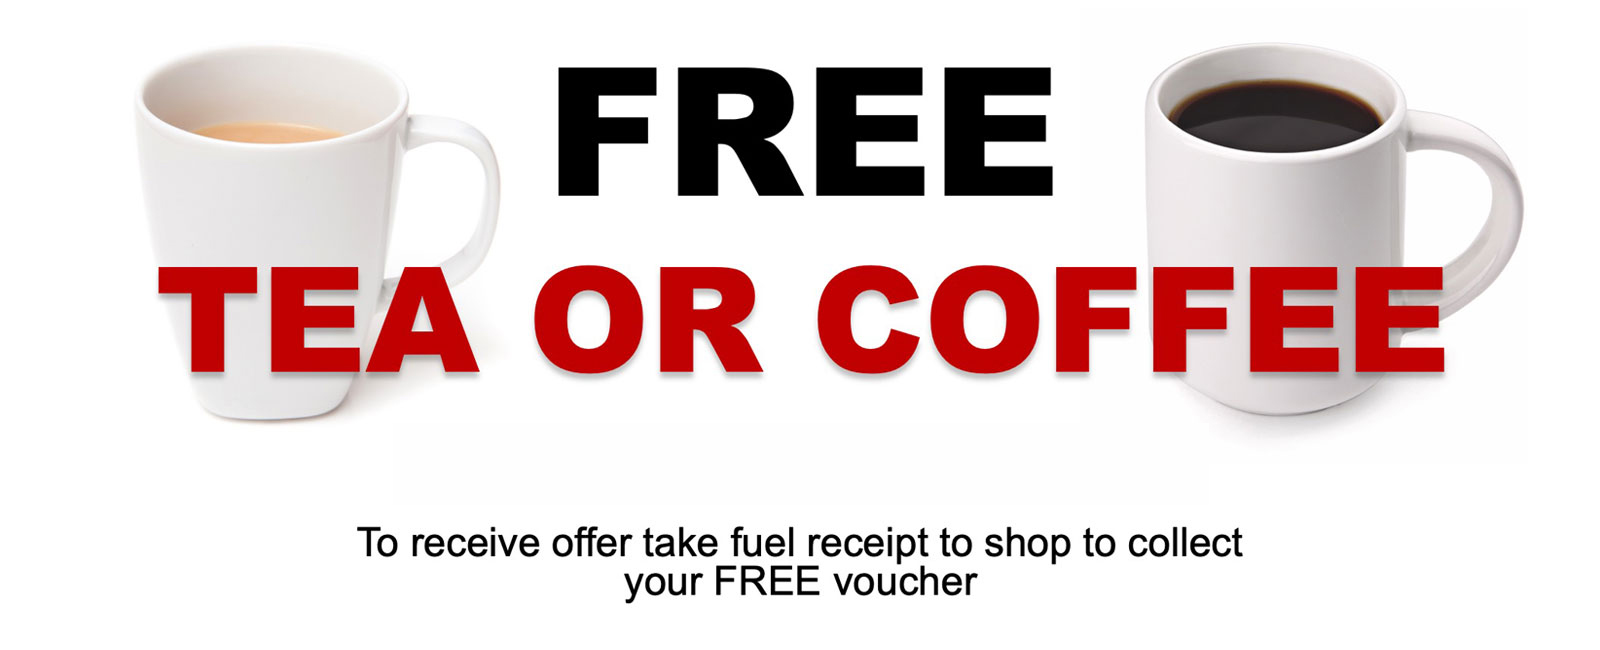 FREE
TEA OR COFFEE
To receive offer take fuel receipt to shop to collect
your FREE voucher